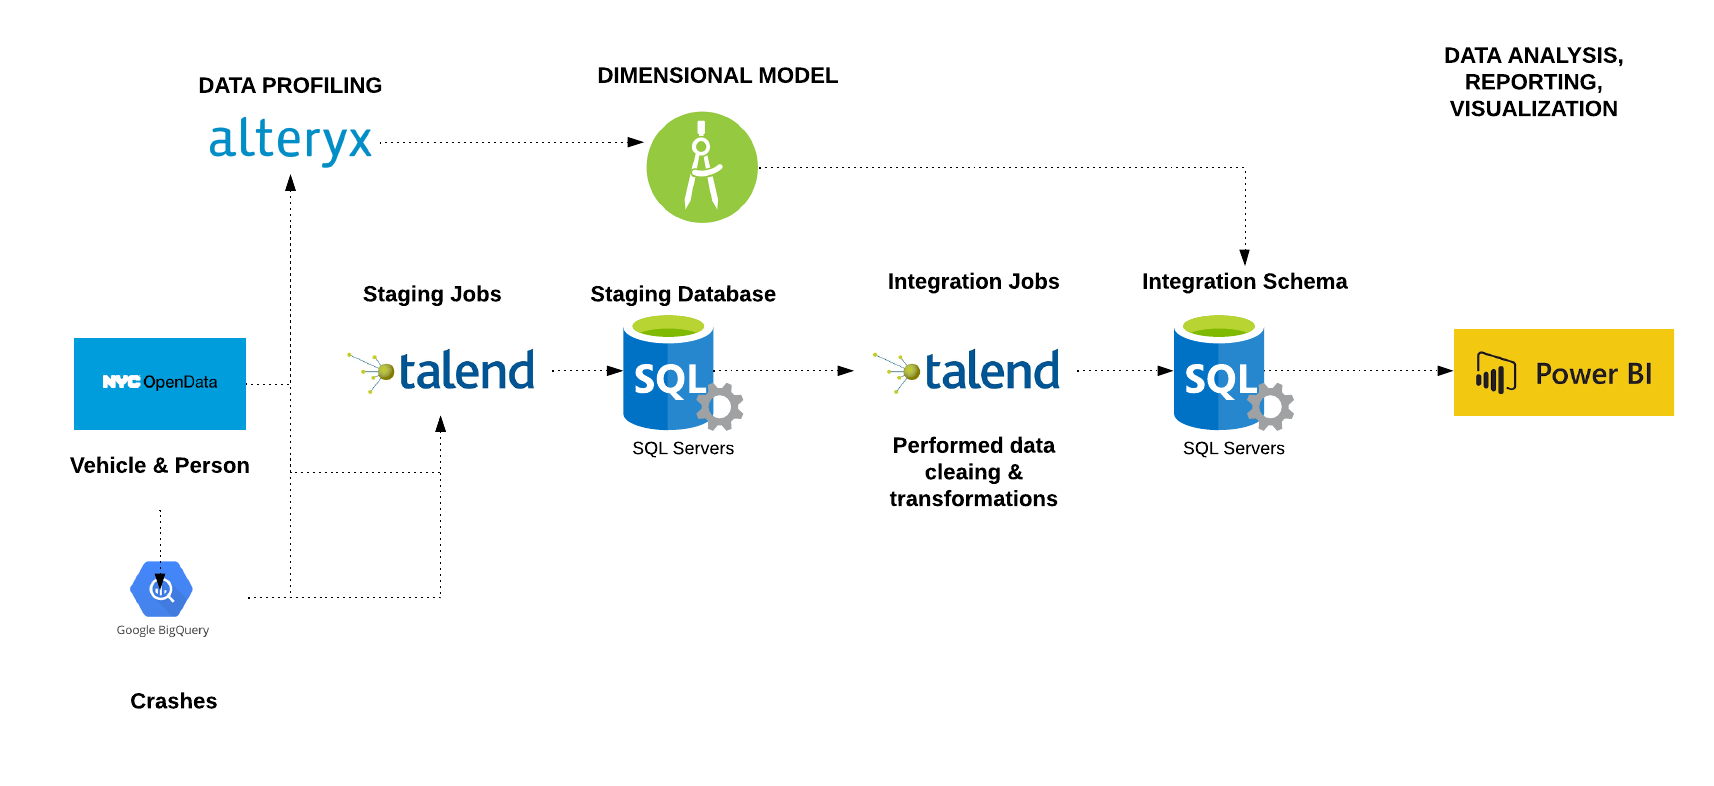 DATA PROFILING
alteryx
DIMENSIONAL MODEL
DATA ANALYSIS,
REPORTING,
VISUALIZATION
Staging Jobs
talend
Staging Database
SQL
SQL Servers
Integration Jobs
talend
Performed data
cleaing &
transformations
Integration Schema
SQL
SQL Servers
Power BI
NYC OpenData
Vehicle & Person
Google BigQuery
Crashes